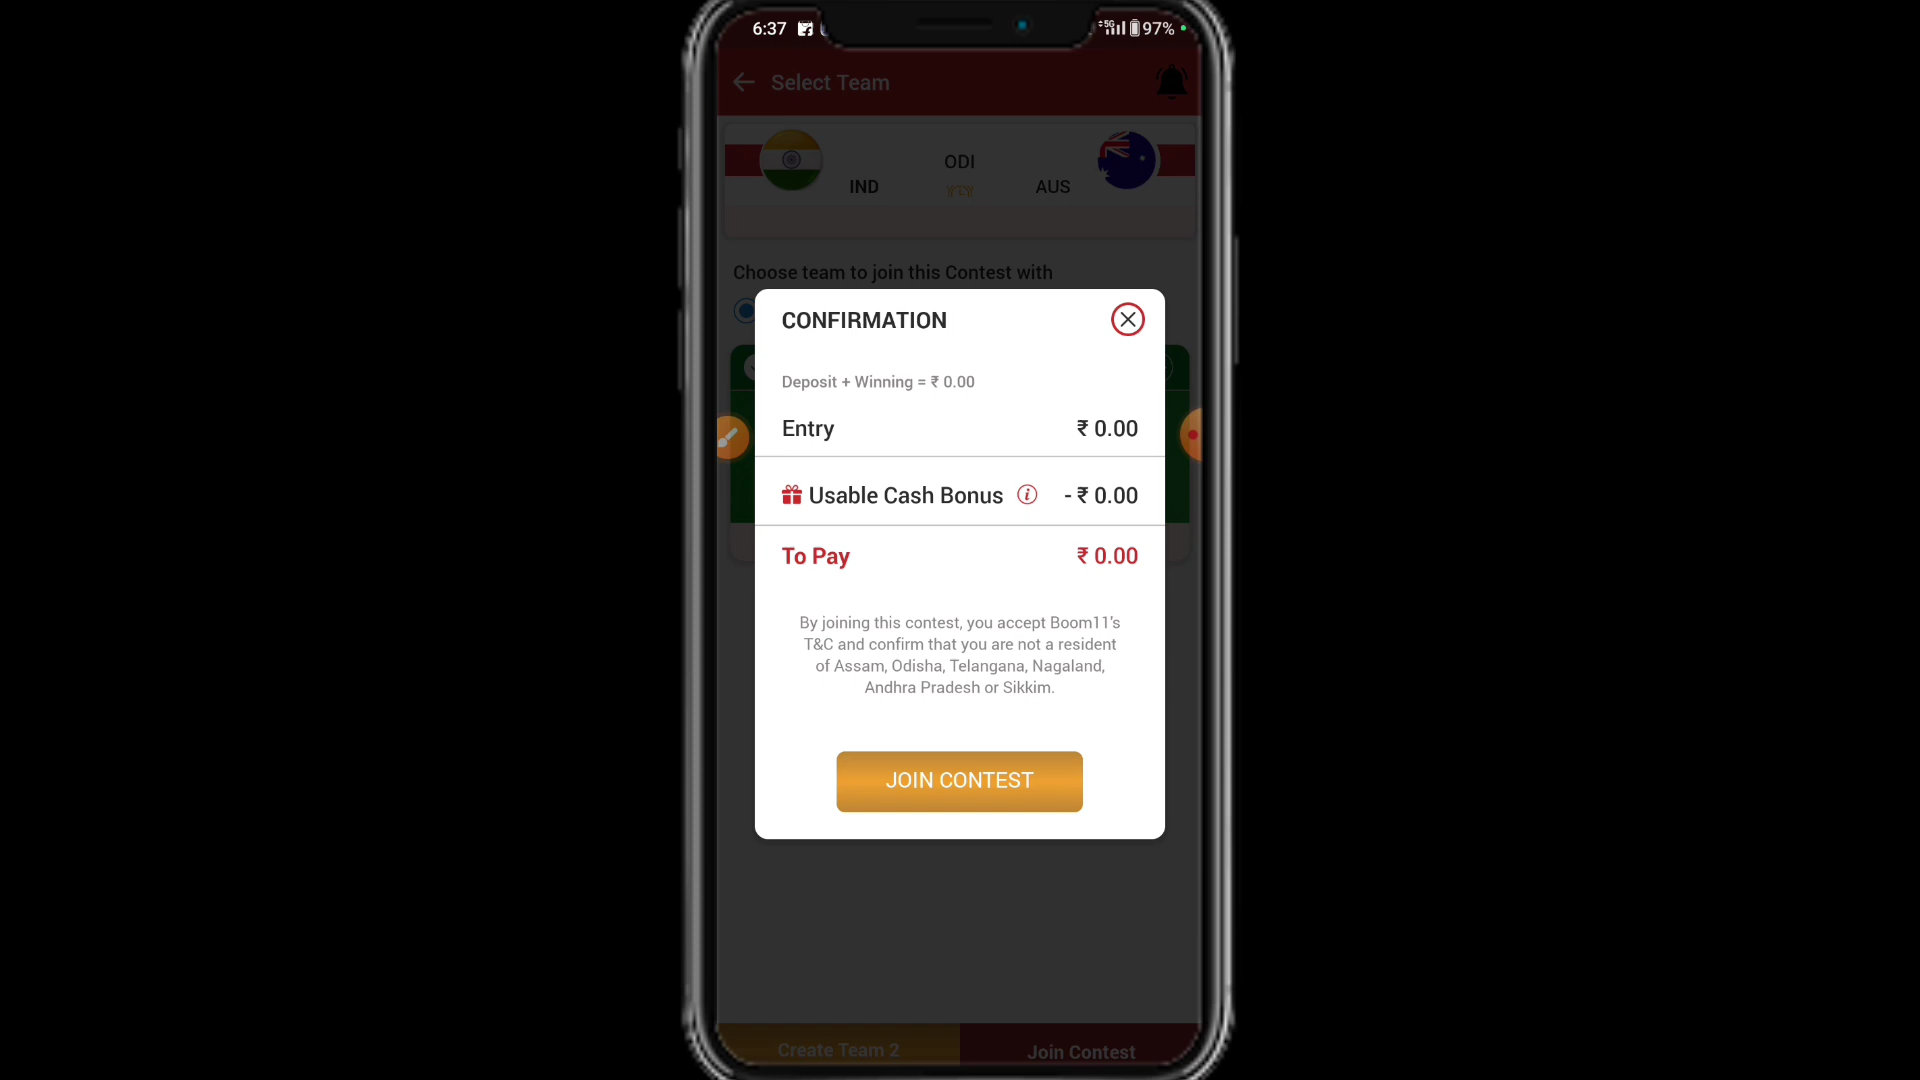 6:37
5G 97%
Select Team
ODI
IND
AUS
Choose team to join this Contest with
CONFIRMATION
Deposit + Winning = ₹ 0.00
Entry ₹ 0.00
Usable Cash Bonus i - ₹ 0.00
To Pay ₹ 0.00
By joining this contest, you accept Boom11's
T&C and confirm that you are not a resident
of Assam, Odisha, Telangana, Nagaland,
Andhra Pradesh or Sikkim.
JOIN CONTEST
Create Team 2
Join Contest